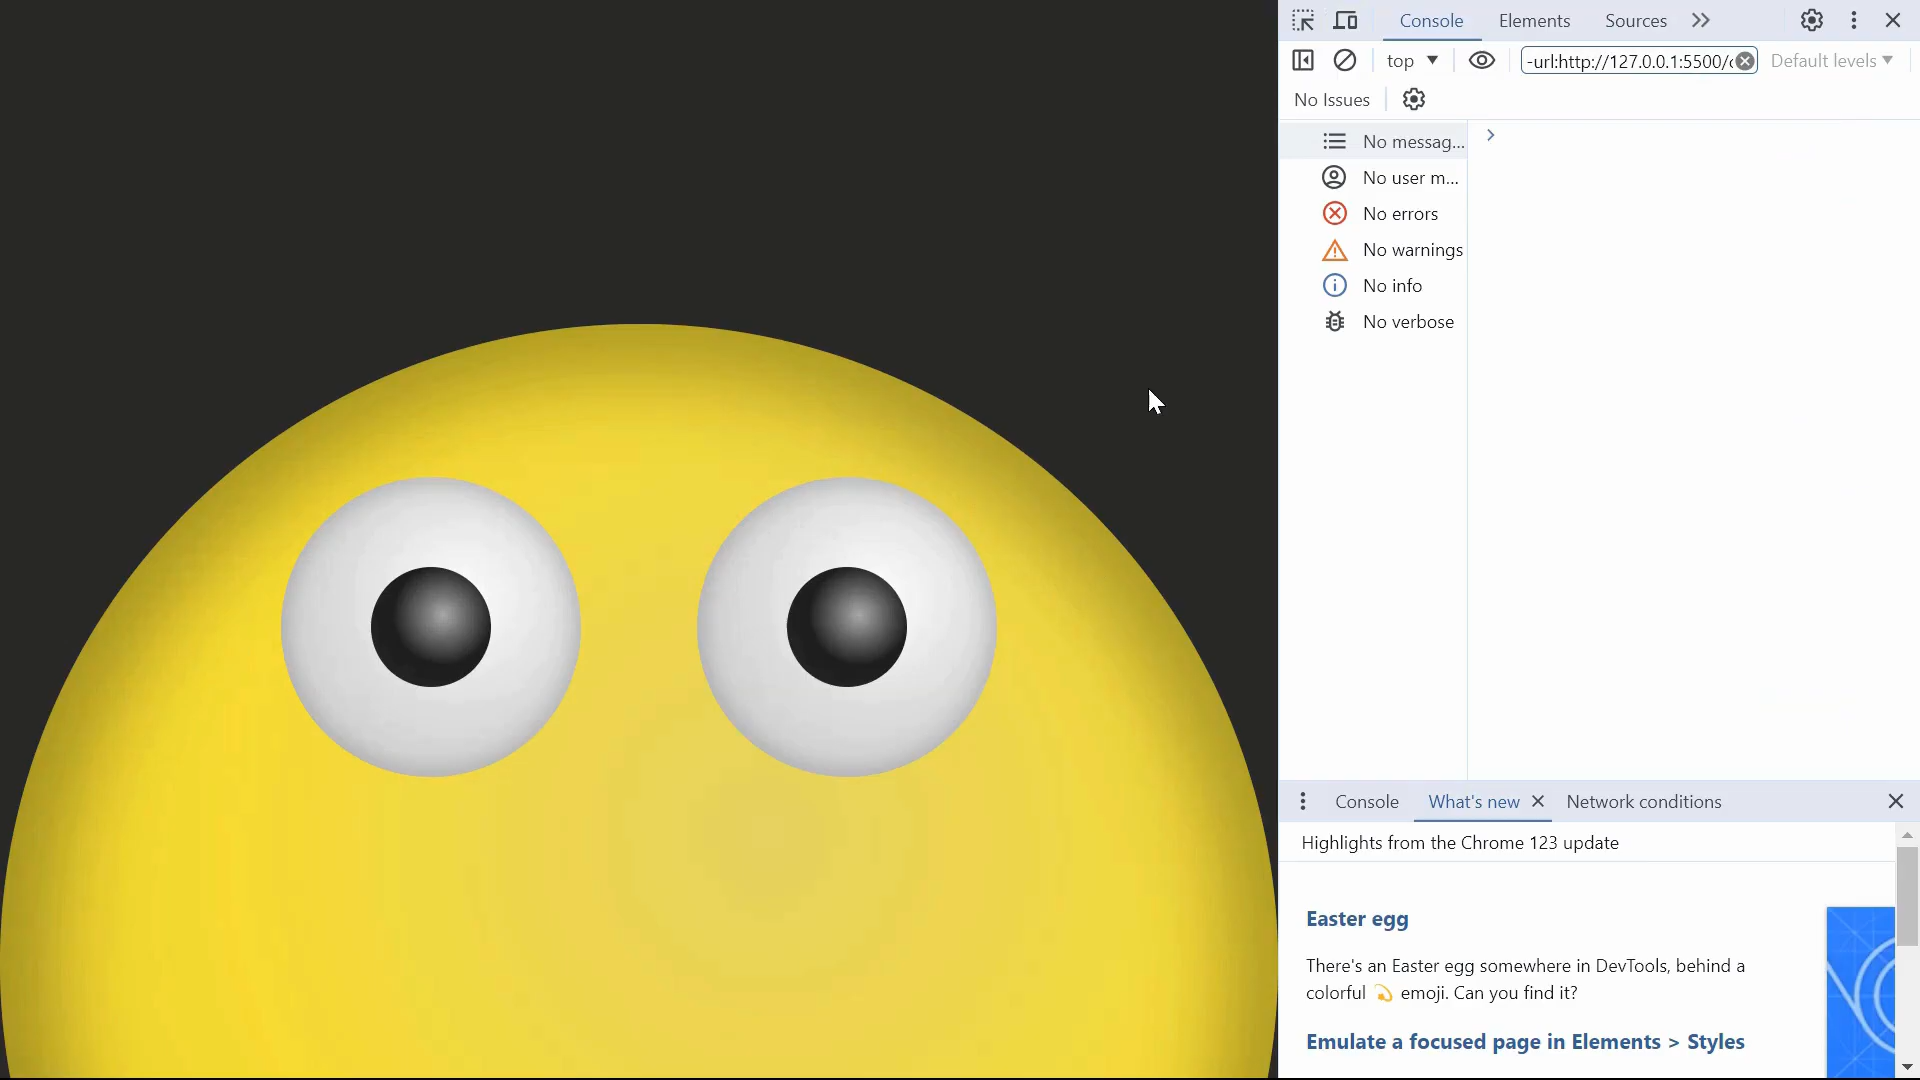 Console Elements Sources
top -url:http://127.0.0.1:5500/ Default levels
No Issues
No messag...
No user m...
No errors
No warnings
No info
No verbose
Console What's new Network conditions
Highlights from the Chrome 123 update
Easter egg
There's an Easter egg somewhere in DevTools, behind a
colorful 💫 emoji. Can you find it?
Emulate a focused page in Elements > Styles